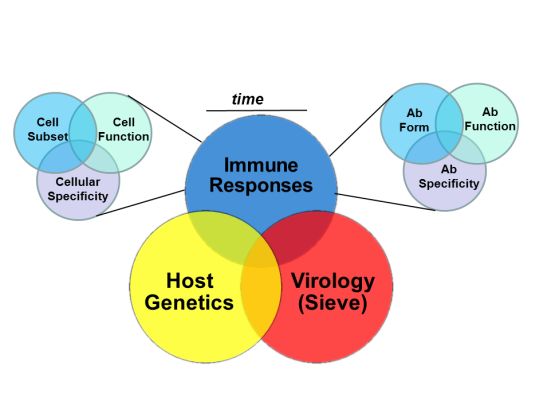 time
Cell
Subset
Cell
Function
Cellular
Specificity
Immune
Responses
Ab
Form
Ab
Function
Ab
Specificity
Host
Genetics
Virology
(Sieve)